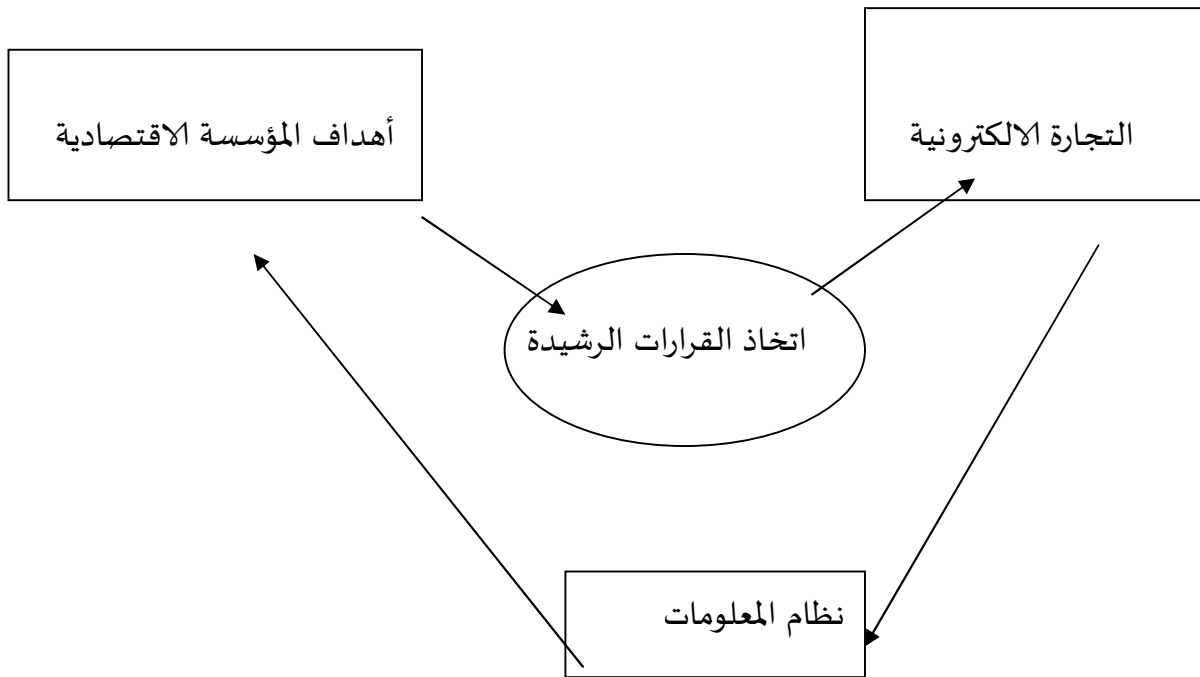 التجارة الالكترونية
أهداف المؤسسة الاقتصادية
اتخاذ القرارات الرشيدة
نظام المعلومات